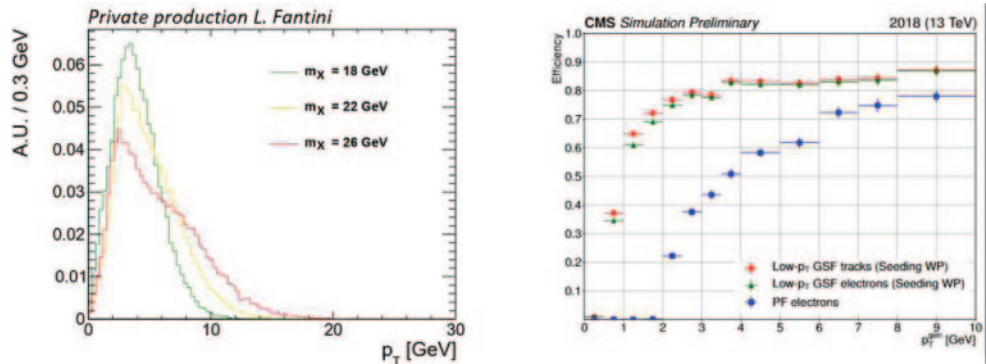 Private production L. Fantini
A.U. / 0.3 GeV
0.06
0.05
0.04
0.03
0.02
0.01
0
m_X = 18 GeV
m_X = 22 GeV
m_X = 26 GeV
0 10 20 30
p_T [GeV]
CMS Simulation Preliminary 2018 (13 TeV)
Efficiency
1.0
0.9
0.8
0.7
0.6
0.5
0.4
0.3
0.2
0.1
Low-p_T GSF tracks (Seeding WP)
Low-p_T GSF electrons (Seeding WP)
PF electrons
0 1 2 3 4 5 6 7 8 9 10
p_T^gen [GeV]